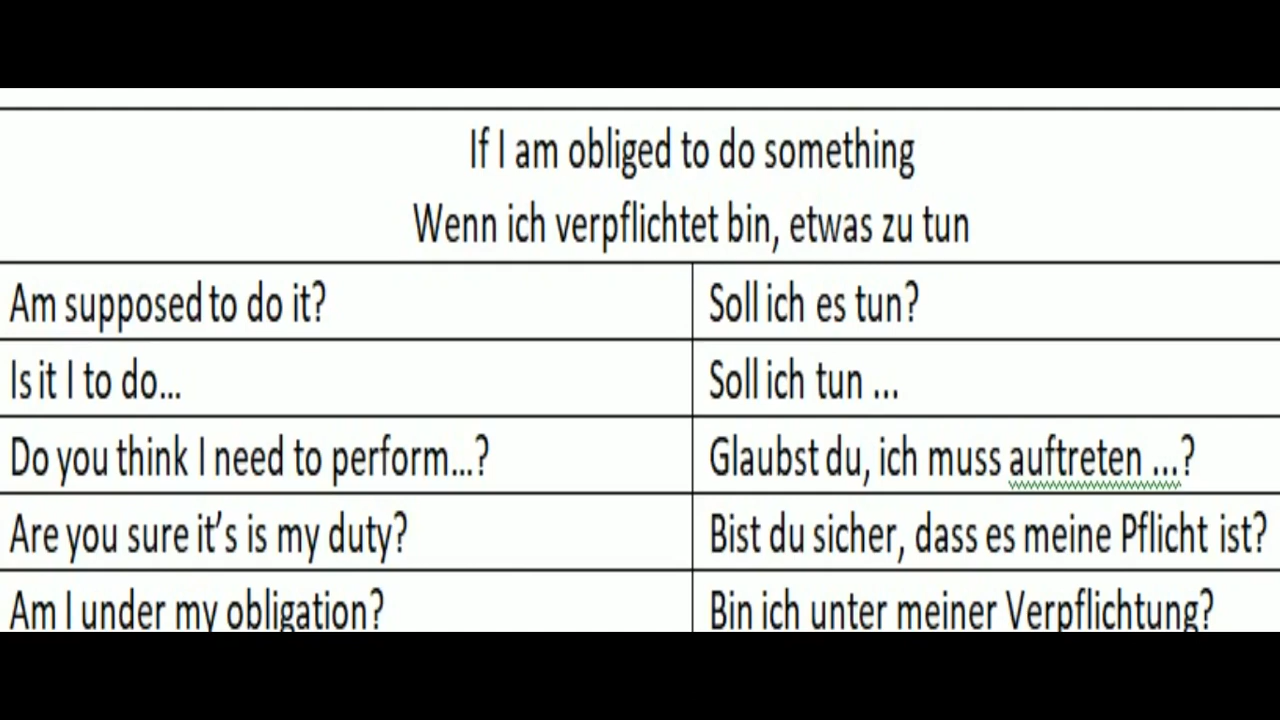 If I am obliged to do something
Wenn ich verpflichtet bin, etwas zu tun
Am supposed to do it?
Soll ich es tun?
Is it I to do...
Soll ich tun ...
Do you think I need to perform...?
Glaubst du, ich muss auftreten ...?
Are you sure it’s is my duty?
Bist du sicher, dass es meine Pflicht ist?
Am I under my obligation?
Bin ich unter meiner Verpflichtung?